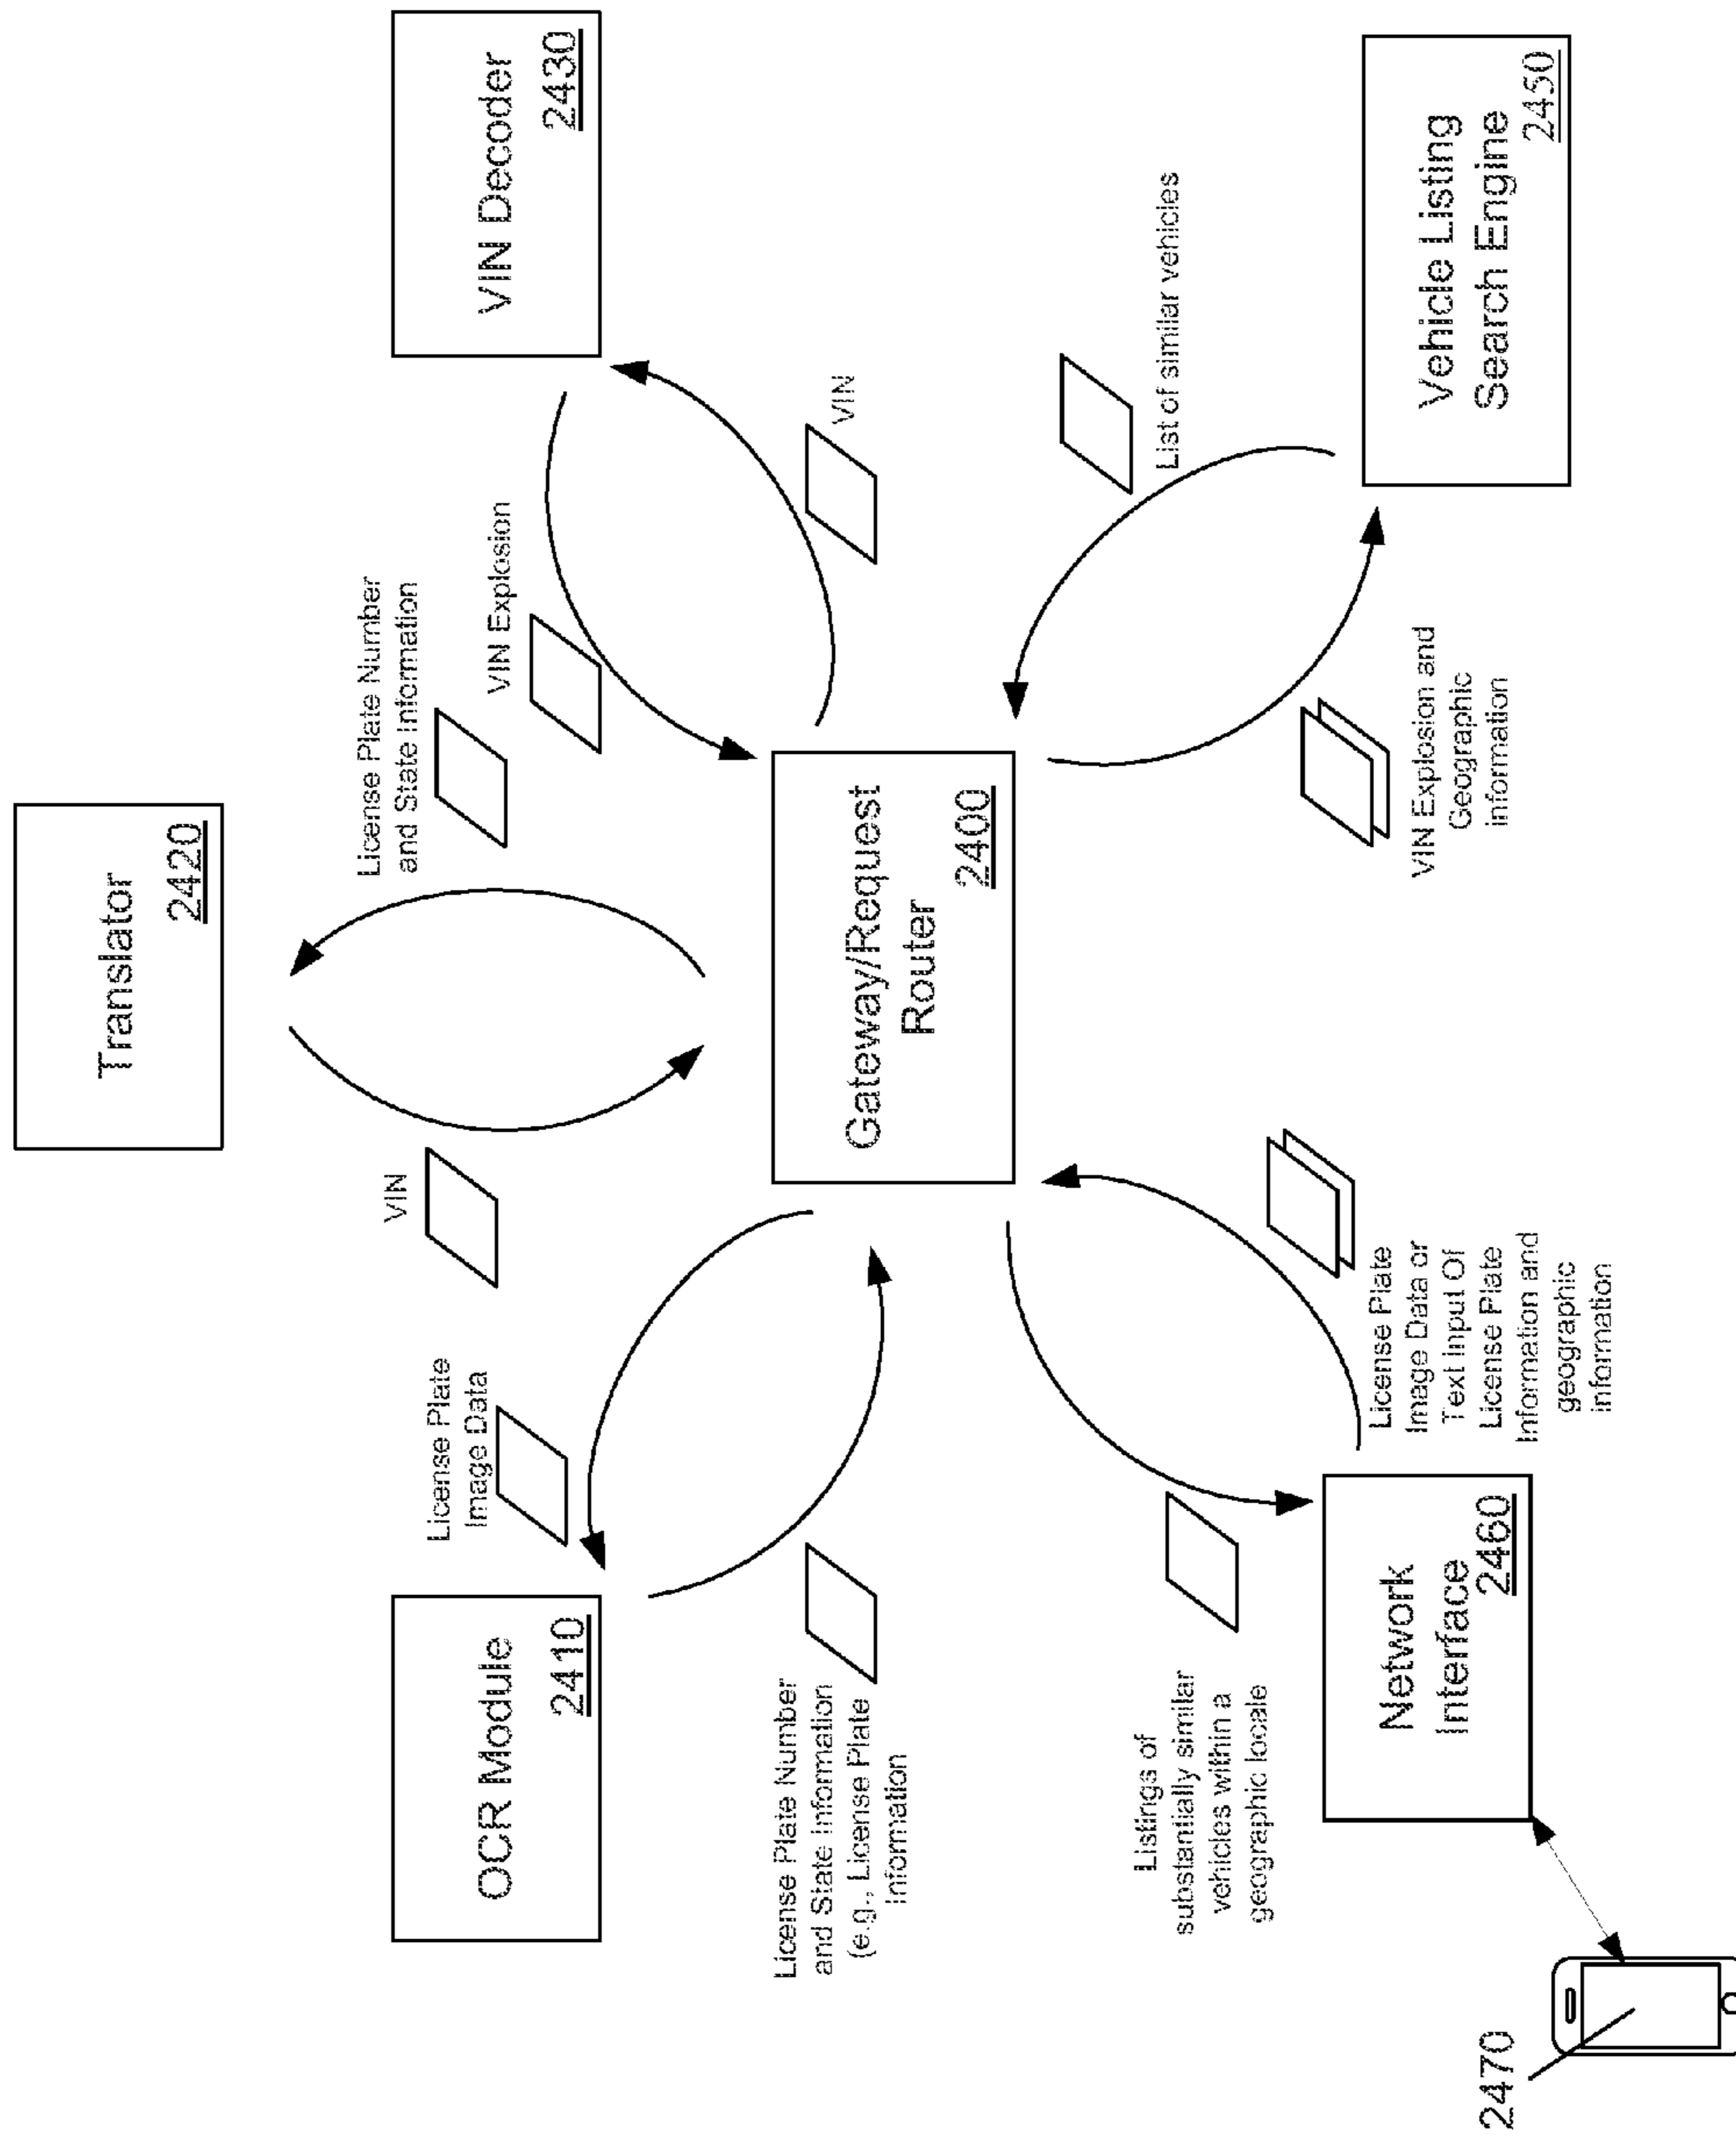 Translator
2420
License Plate Number
and State Information
VIN
VIN Explosion
VIN Decoder
2430
VIN
License Plate
Image Data
OCR Module
2410
License Plate Number
and State Information
(e.g., License Plate
Information
Gateway/Request
Router
2400
List of similar vehicles
Vehicle Listing
Search Engine
2450
VIN Explosion and
Geographic
information
Listings of
substantially similar
vehicles within a
geographic locale
Network
Interface
2460
License Plate
Image Data or
Text Input Of
License Plate
Information and
geographic
information
2470